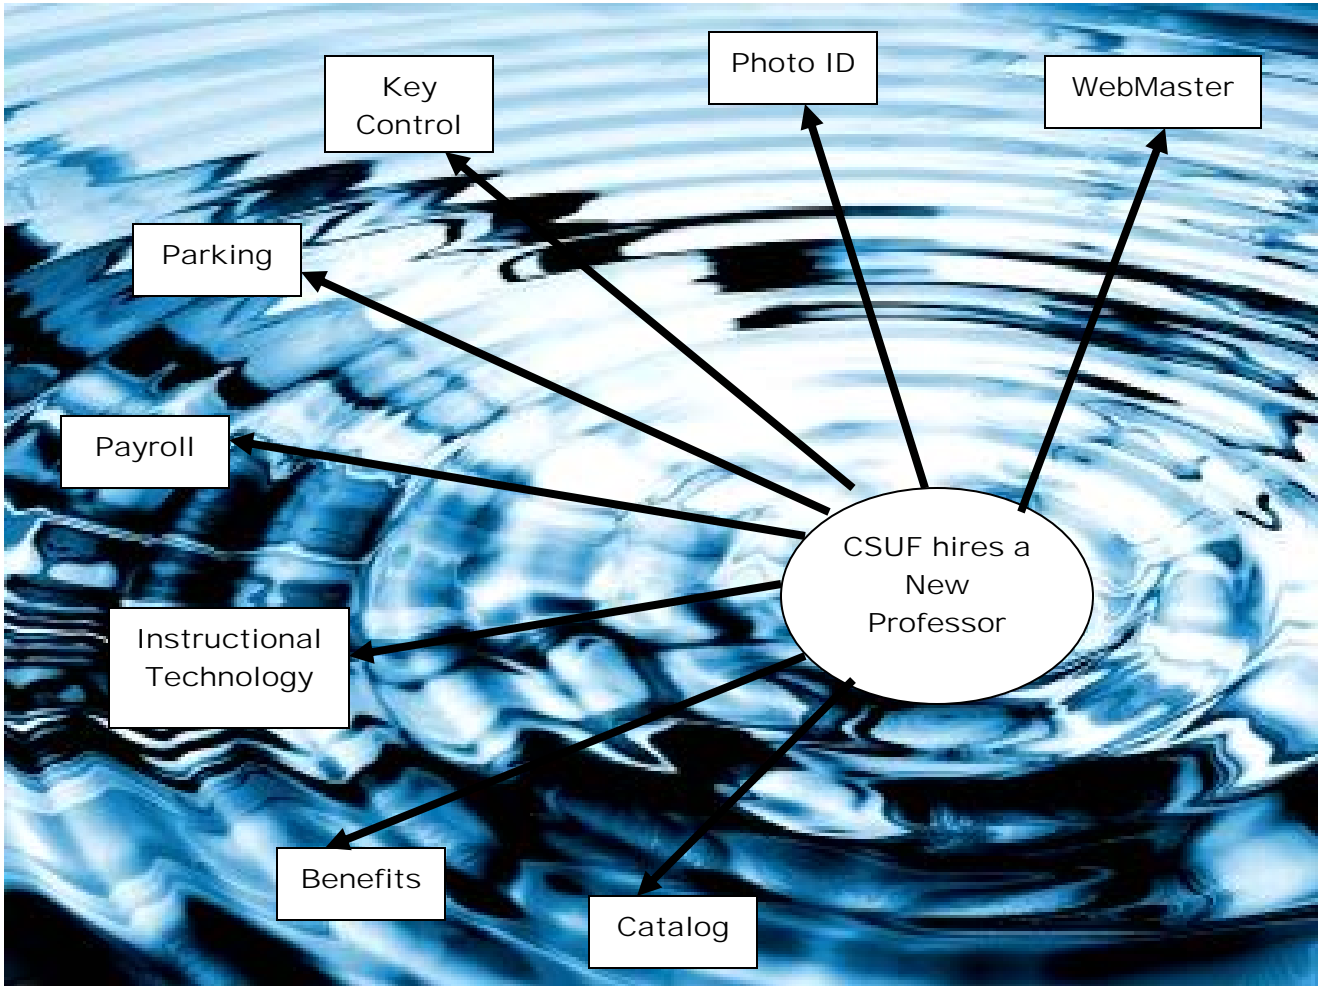 Key
Control
Photo ID
WebMaster
Parking
Payroll
CSUF hires a
New
Professor
Instructional
Technology
Benefits
Catalog